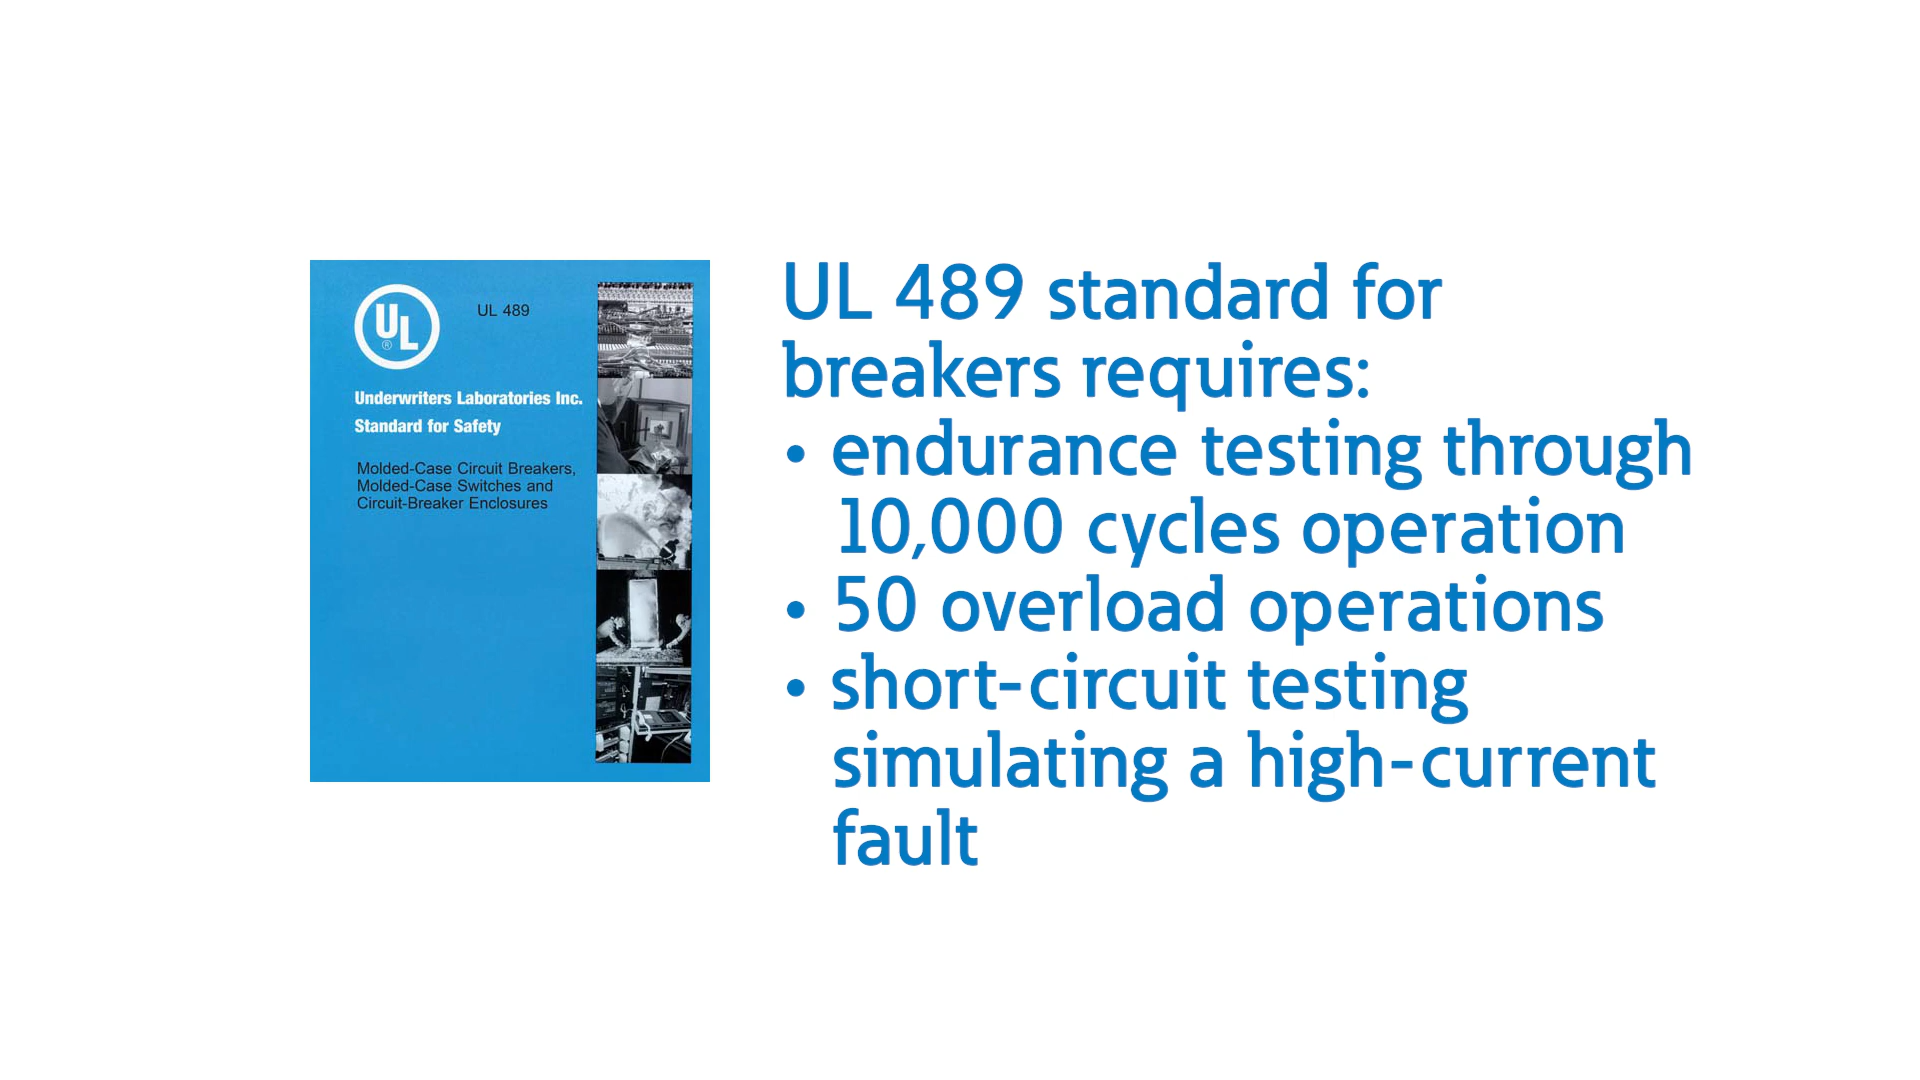 UL
®
UL 489
Underwriters Laboratories Inc.
Standard for Safety
Molded-Case Circuit Breakers,
Molded-Case Switches and
Circuit-Breaker Enclosures
UL 489 standard for
breakers requires:
• endurance testing through
10,000 cycles operation
• 50 overload operations
• short-circuit testing
simulating a high-current
fault